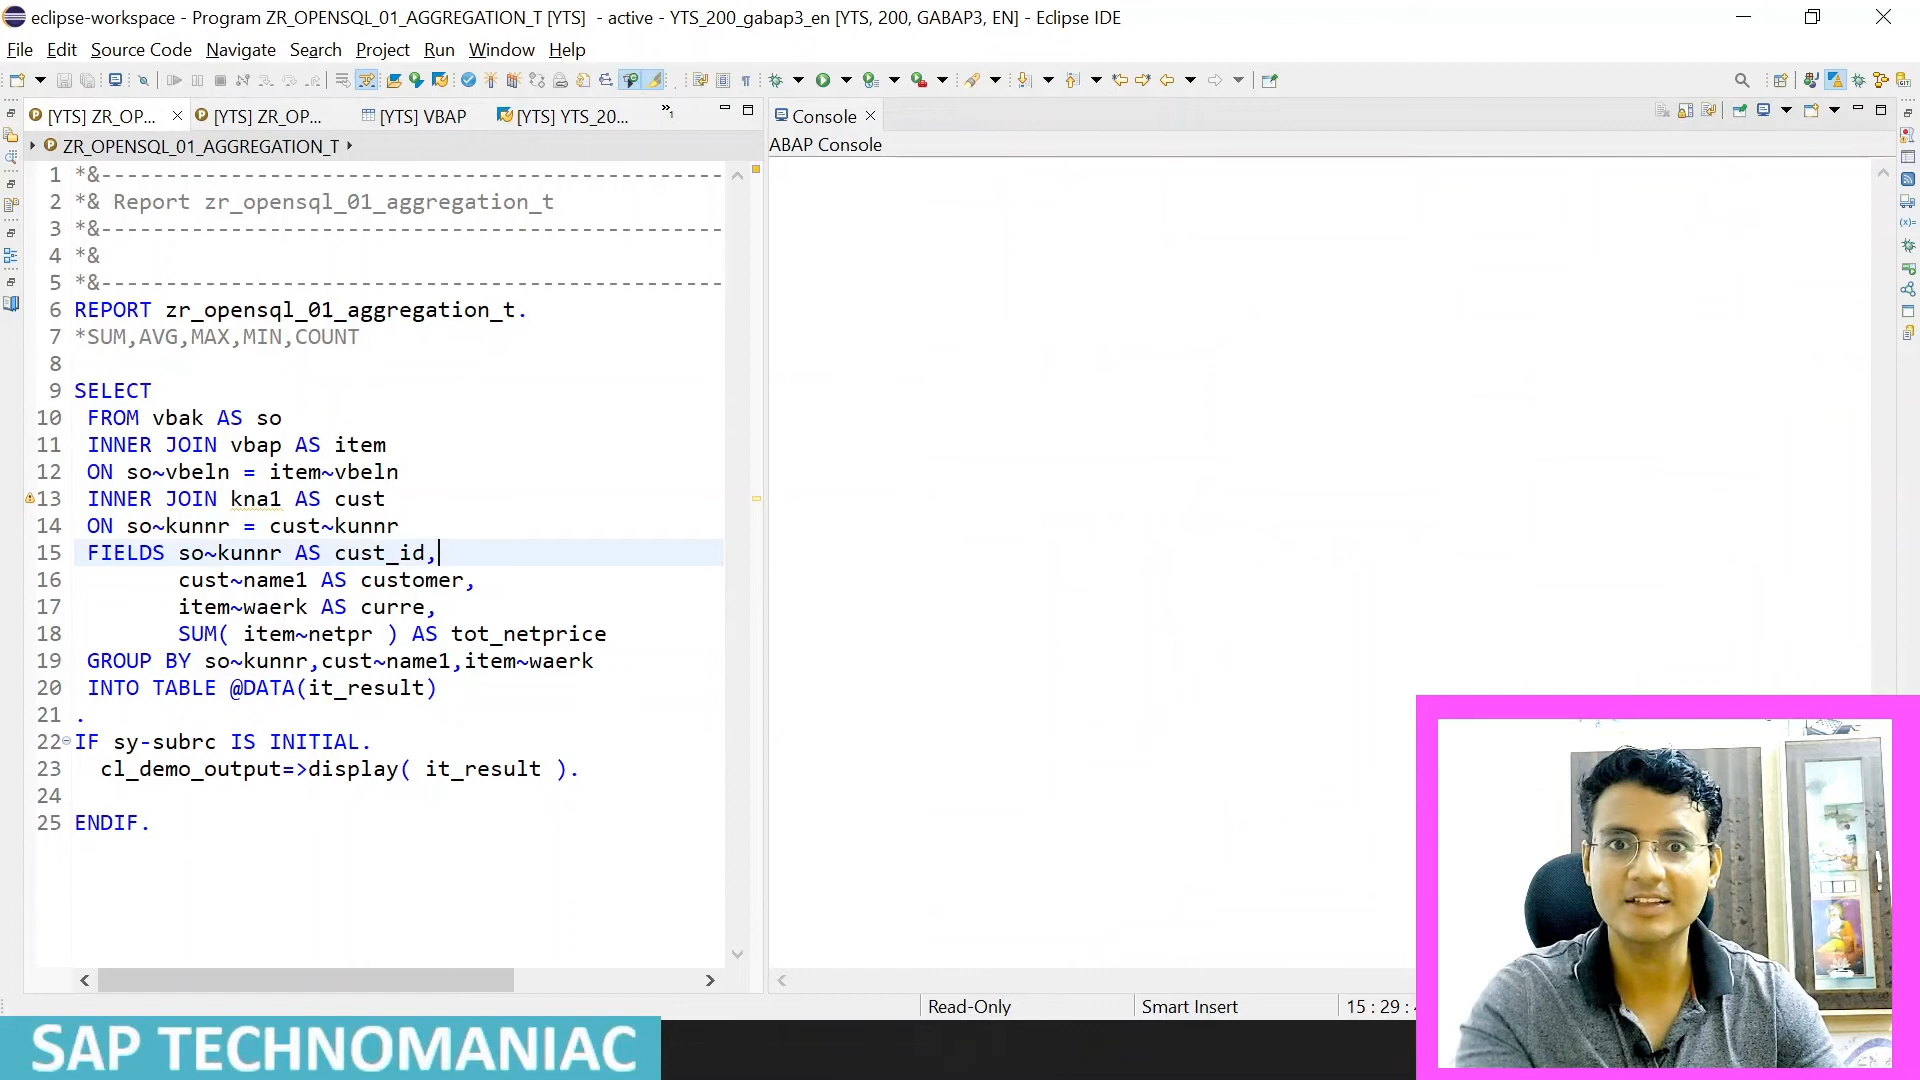 eclipse-workspace - Program ZR_OPENSQL_01_AGGREGATION_T [YTS]  - active - YTS_200_gabap3_en [YTS, 200, GABAP3, EN] - Eclipse IDE
File Edit Source Code Navigate Search Project Run Window Help
[YTS] ZR_OP... [YTS] ZR_OP... [YTS] VBAP [YTS] YTS_20... »1 Console
ZR_OPENSQL_01_AGGREGATION_T ABAP Console
1 *&-------------------------------------------------
2 *& Report zr_opensql_01_aggregation_t
3 *&-------------------------------------------------
4 *&
5 *&-------------------------------------------------
6 REPORT zr_opensql_01_aggregation_t.
7 *SUM,AVG,MAX,MIN,COUNT
8
9 SELECT
10 FROM vbak AS so
11 INNER JOIN vbap AS item
12 ON so~vbeln = item~vbeln
13 INNER JOIN kna1 AS cust
14 ON so~kunnr = cust~kunnr
15 FIELDS so~kunnr AS cust_id,
16 cust~name1 AS customer,
17 item~waerk AS curre,
18 SUM( item~netpr ) AS tot_netprice
19 GROUP BY so~kunnr,cust~name1,item~waerk
20 INTO TABLE @DATA(it_result)
21 .
22 IF sy-subrc IS INITIAL.
23 cl_demo_output=>display( it_result ).
24
25 ENDIF.
Read-Only Smart Insert 15 : 29 :
SAP TECHNOMANIAC